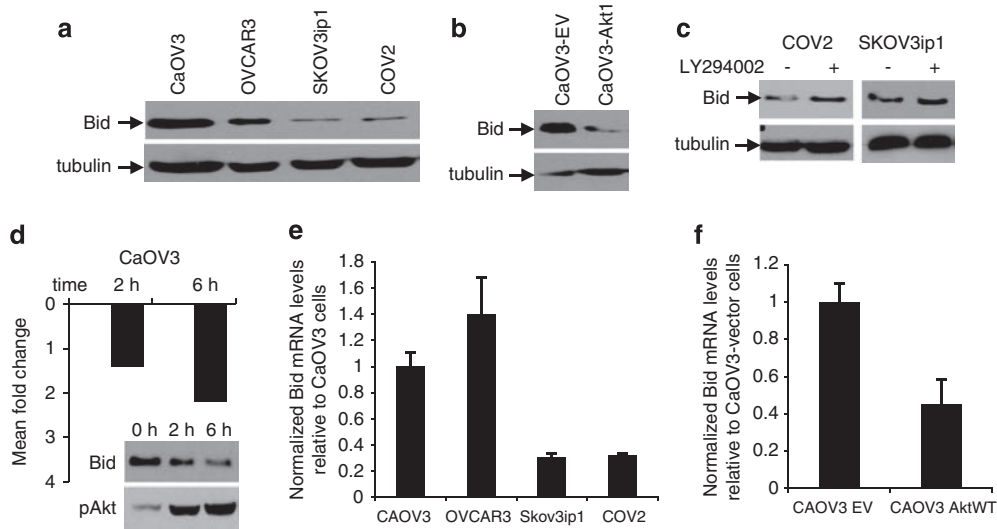 a
CaOV3
OVCAR3
SKOV3ip1
COV2
Bid
tubulin
b
CaOV3-EV
CaOV3-Akt1
Bid
tubulin
c
COV2 SKOV3ip1
LY294002 - + - +
Bid
tubulin
d
CaOV3
time 2 h 6 h
Mean fold change
0
1
2
3
4
0 h 2 h 6 h
Bid
pAkt
e
Normalized Bid mRNA levels
relative to CaOV3 cells
1.8
1.6
1.4
1.2
1
0.8
0.6
0.4
0.2
0
CAOV3 OVCAR3 Skov3ip1 COV2
f
Normalized Bid mRNA levels
relative to CaOV3-vector cells
1.2
1
0.8
0.6
0.4
0.2
0
CAOV3 EV CAOV3 AktWT